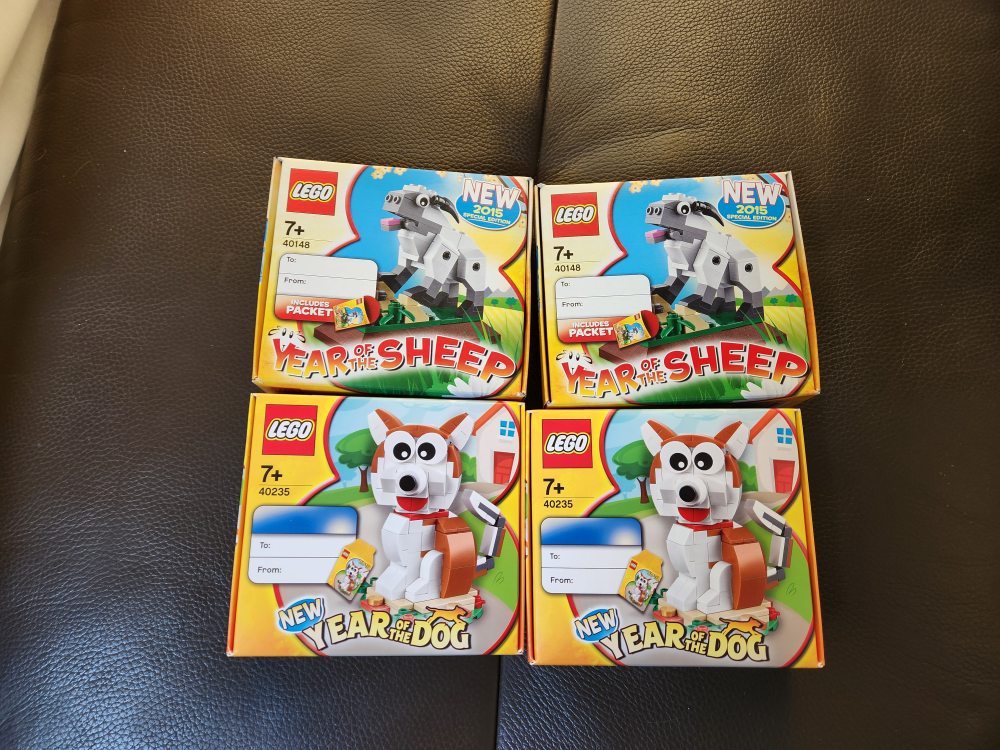 LEGO
NEW
2015
SPECIAL EDITION
7+
40148
To:
From:
INCLUDES
PACKET
YEAR OF THE SHEEP
LEGO
NEW
2015
SPECIAL EDITION
7+
40148
To:
From:
INCLUDES
PACKET
YEAR OF THE SHEEP
LEGO
7+
40235
To:
From:
NEW
YEAR OF THE DOG
LEGO
7+
40235
To:
From:
NEW
YEAR OF THE DOG